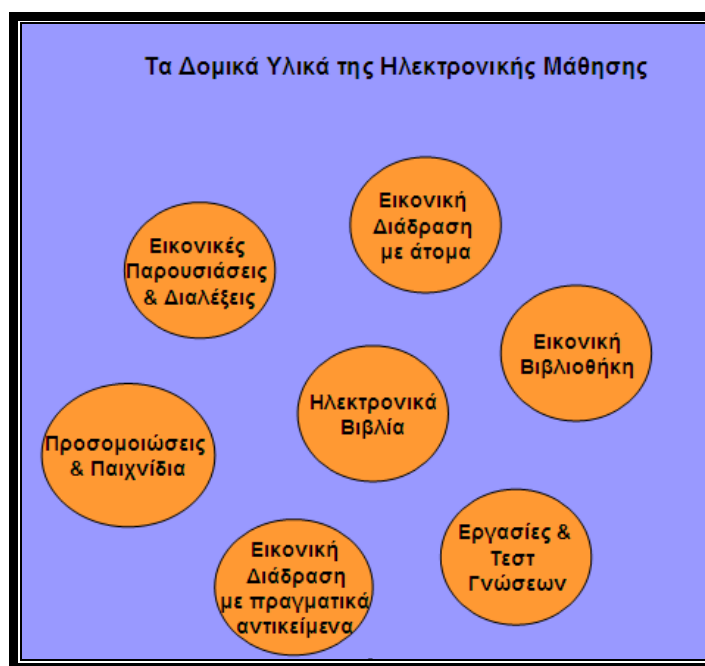 Τα Δομικά Υλικά της Ηλεκτρονικής Μάθησης
Εικονική
Διάδραση
με άτομα
Εικονικές
Παρουσιάσεις
& Διαλέξεις
Εικονική
Βιβλιοθήκη
Ηλεκτρονικά
Βιβλία
Προσομοιώσεις
& Παιχνίδια
Εργασίες &
Τεστ
Γνώσεων
Εικονική
Διάδραση
με πραγματικά
αντικείμενα